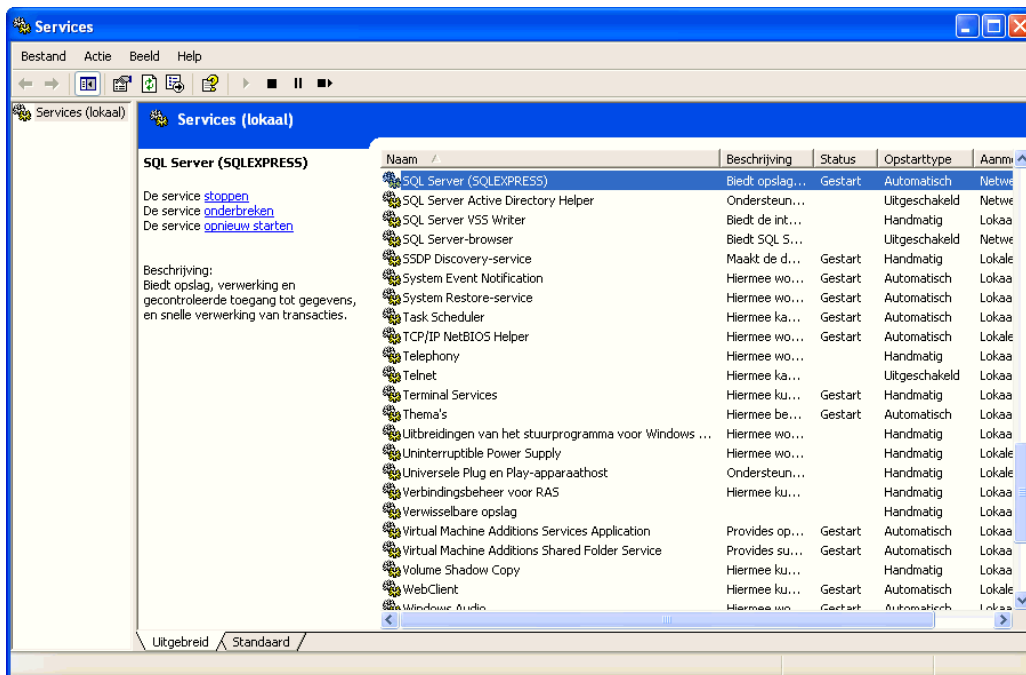 Services
Bestand Actie Beeld Help
Services (lokaal)
Services (lokaal)
SQL Server (SQLEXPRESS)
De service stoppen
De service onderbreken
De service opnieuw starten
Beschrijving:
Biedt opslag, verwerking en
gecontroleerde toegang tot gegevens,
en snelle verwerking van transacties.
Naam Beschrijving Status Opstarttype Aanm
SQL Server (SQLEXPRESS) Biedt opslag... Gestart Automatisch Netwe
SQL Server Active Directory Helper Ondersteun... Uitgeschakeld Netwe
SQL Server VSS Writer Biedt de int... Handmatig Lokaa
SQL Server-browser Biedt SQL S... Uitgeschakeld Netwe
SSDP Discovery-service Maakt de d... Gestart Handmatig Lokale
System Event Notification Hiermee wo... Gestart Automatisch Lokaa
System Restore-service Hiermee wo... Gestart Automatisch Lokaa
Task Scheduler Hiermee ka... Gestart Automatisch Lokaa
TCP/IP NetBIOS Helper Hiermee wo... Gestart Automatisch Lokale
Telephony Hiermee wo... Handmatig Lokaa
Telnet Hiermee ka... Uitgeschakeld Lokaa
Terminal Services Hiermee ku... Gestart Handmatig Lokaa
Thema's Hiermee be... Gestart Automatisch Lokaa
Uitbreidingen van het stuurprogramma voor Windows ... Hiermee wo... Handmatig Lokaa
Uninterruptible Power Supply Hiermee wo... Handmatig Lokale
Universele Plug en Play-apparaathost Ondersteun... Handmatig Lokale
Verbindingsbeheer voor RAS Hiermee ku... Handmatig Lokaa
Verwisselbare opslag Handmatig Lokaa
Virtual Machine Additions Services Application Provides op... Gestart Automatisch Lokaa
Virtual Machine Additions Shared Folder Service Provides su... Gestart Automatisch Lokaa
Volume Shadow Copy Hiermee ku... Handmatig Lokaa
WebClient Hiermee ku... Gestart Automatisch Lokale
Windows Audio Hiermee wo... Gestart Automatisch Lokaa
Uitgebreid Standaard